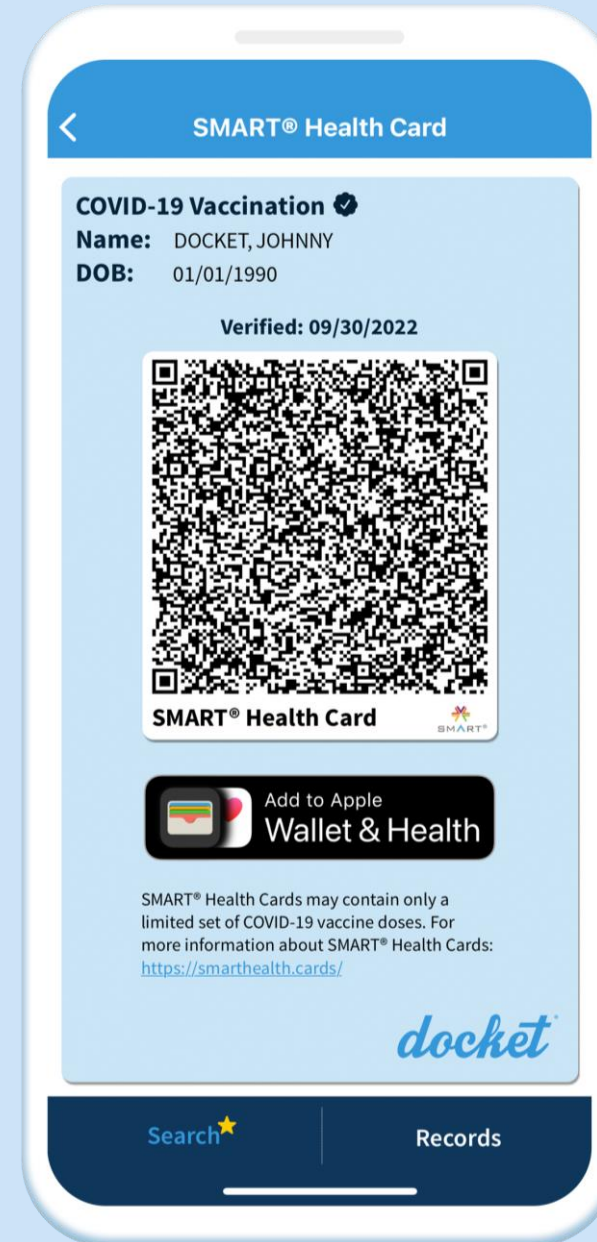 SMART® Health Card
COVID-19 Vaccination
Name: DOCKET, JOHNNY
DOB: 01/01/1990
Verified: 09/30/2022
SMART® Health Card
SMART®
Add to Apple
Wallet & Health
SMART® Health Cards may contain only a
limited set of COVID-19 vaccine doses. For
more information about SMART® Health Cards:
https://smarthealth.cards/
docket®
Search
Records